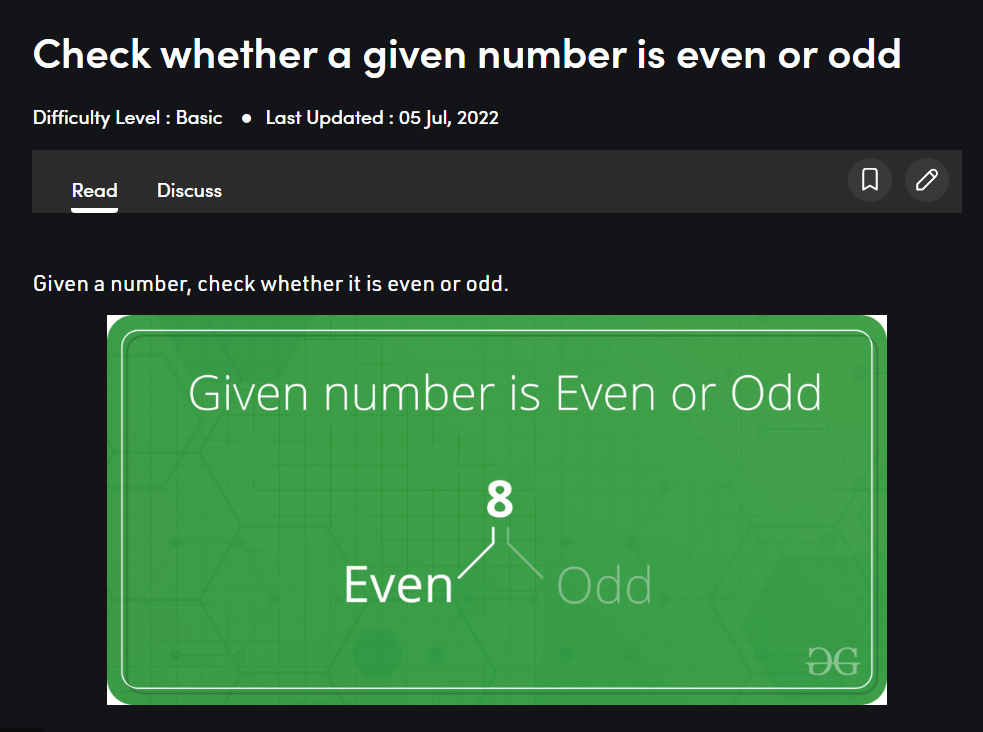 Check whether a given number is even or odd
Difficulty Level : Basic ● Last Updated : 05 Jul, 2022
Read Discuss
Given a number, check whether it is even or odd.
Given number is Even or Odd
8
Even Odd
GG